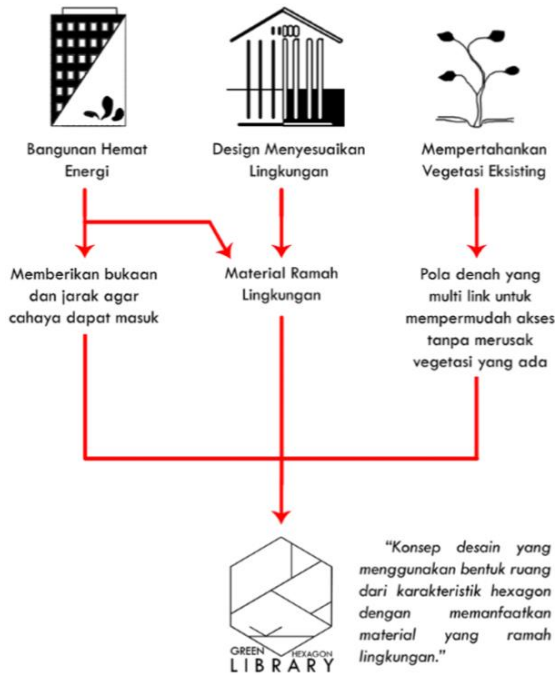 Bangunan Hemat
Energi
Design Menyesuaikan
Lingkungan
Mempertahankan
Vegetasi Eksisting
Memberikan bukaan
dan jarak agar
cahaya dapat masuk
Material Ramah
Lingkungan
Pola denah yang
multi link untuk
mempermudah akses
tanpa merusak
vegetasi yang ada
GREEN HEXAGON
LIBRARY
“Konsep desain yang
menggunakan bentuk ruang
dari karakteristik hexagon
dengan memanfaatkan
material yang ramah
lingkungan.”